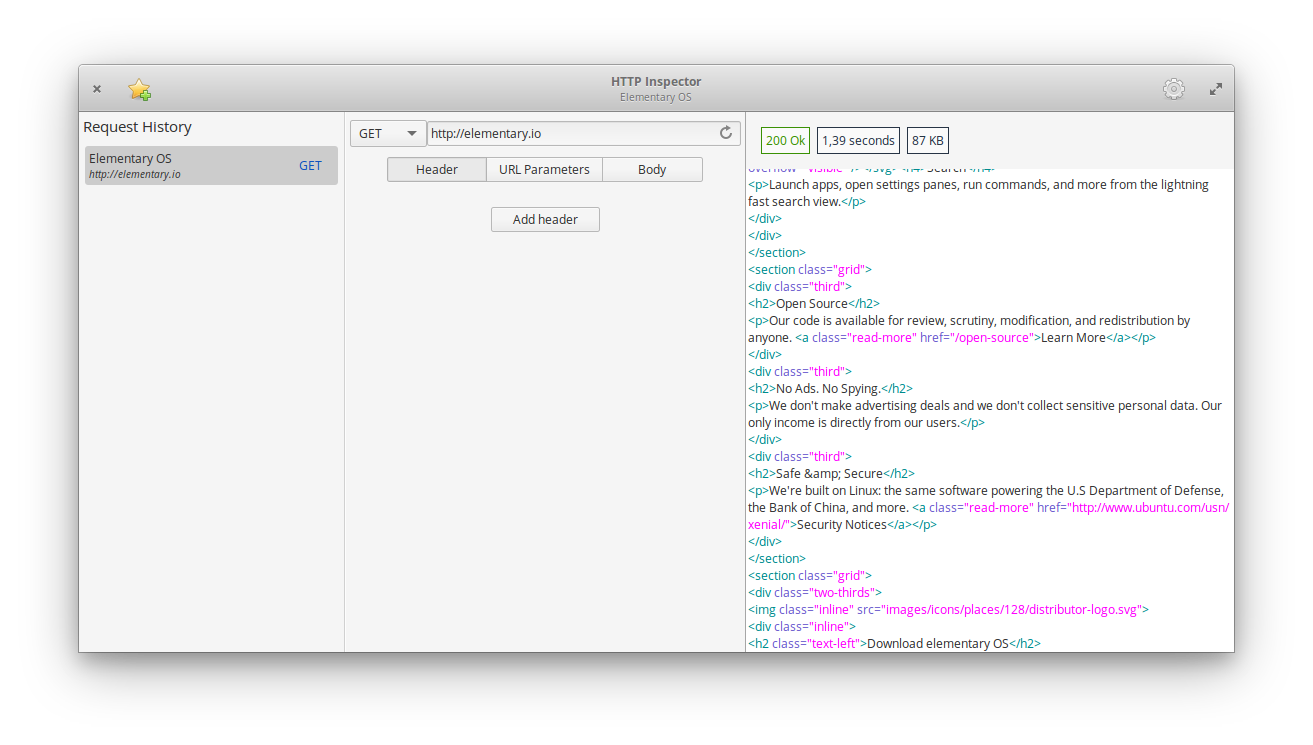 HTTP Inspector
Elementary OS
Request History
Elementary OS
http://elementary.io
GET
GET
http://elementary.io
Header
URL Parameters
Body
Add header
200 Ok
1,39 seconds
87 KB
overflow="visible"/></svg> <h4>Search</h4>
<p>Launch apps, open settings panes, run commands, and more from the lightning
fast search view.</p>
</div>
</div>
</section>
<section class="grid">
<div class="third">
<h2>Open Source</h2>
<p>Our code is available for review, scrutiny, modification, and redistribution by
anyone. <a class="read-more" href="/open-source">Learn More</a></p>
</div>
<div class="third">
<h2>No Ads. No Spying.</h2>
<p>We don't make advertising deals and we don't collect sensitive personal data. Our
only income is directly from our users.</p>
</div>
<div class="third">
<h2>Safe &amp; Secure</h2>
<p>We're built on Linux: the same software powering the U.S Department of Defense,
the Bank of China, and more. <a class="read-more" href="http://www.ubuntu.com/usn/
xenial/">Security Notices</a></p>
</div>
</section>
<section class="grid">
<div class="two-thirds">
<img class="inline" src="images/icons/places/128/distributor-logo.svg">
<div class="inline">
<h2 class="text-left">Download elementary OS</h2>